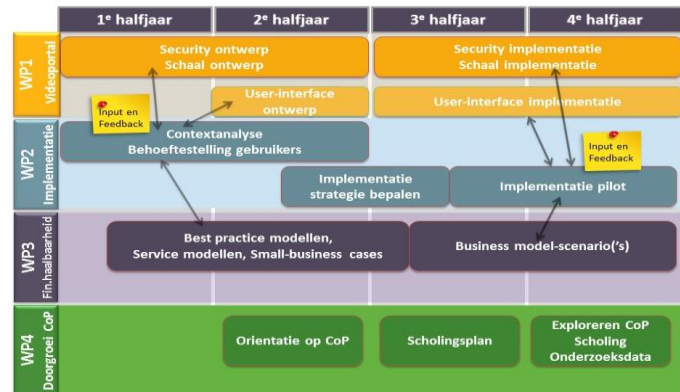 1e halfjaar
2e halfjaar
3e halfjaar
4e halfjaar
WP1
Videoportal
Security ontwerp
Schaal ontwerp
Security implementatie
Schaal implementatie
User-interface
ontwerp
User-interface implementatie
Input en
Feedback
WP2
Implementatie
Contextanalyse
Behoeftestelling gebruikers
Input en
Feedback
Implementatie
strategie bepalen
Implementatie pilot
WP3
Fin.haalbaarheid
Best practice modellen,
Service modellen, Small-business cases
Business model-scenario('s)
WP4
Doorgroei CoP
Orientatie op CoP
Scholingsplan
Exploreren CoP
Scholing
Onderzoeksdata